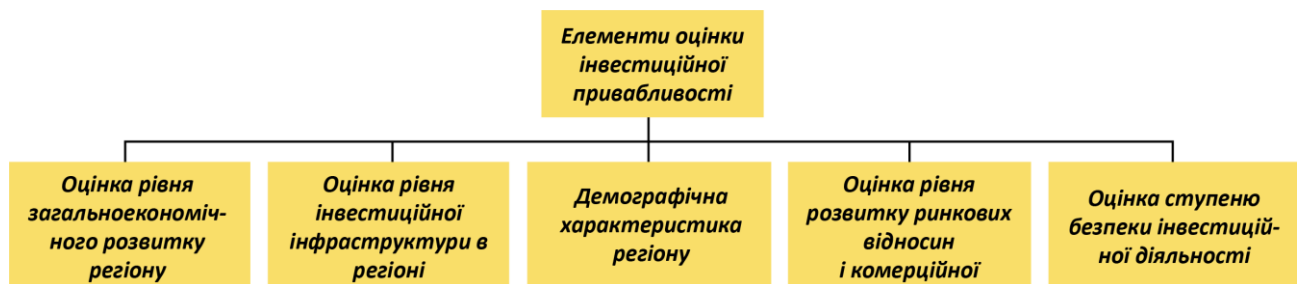 Елементи оцінки
інвестиційної
привабливості
Оцінка рівня
загальноекономіч-
ного розвитку
регіону
Оцінка рівня
інвестиційної
інфраструктури в
регіоні
Демографічна
характеристика
регіону
Оцінка рівня
розвитку ринкових
відносин
і комерційної
Оцінка ступеню
безпеки інвестицій-
ної діяльності